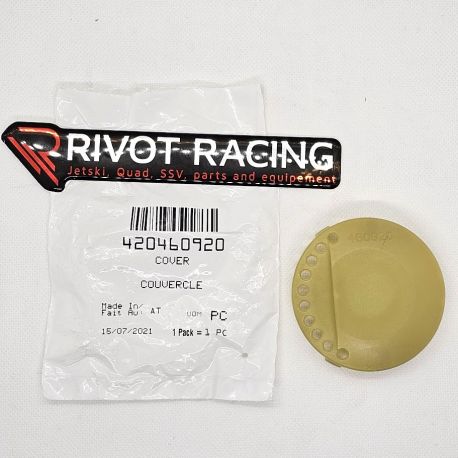 RIVOT RACING
Jetski, Quad, SSV, parts and equipement
420460920
COVER
COUVERCLE
Made In/
Fait Au: AT
UOM PC
15/07/2021
1 Pack = 1 PC